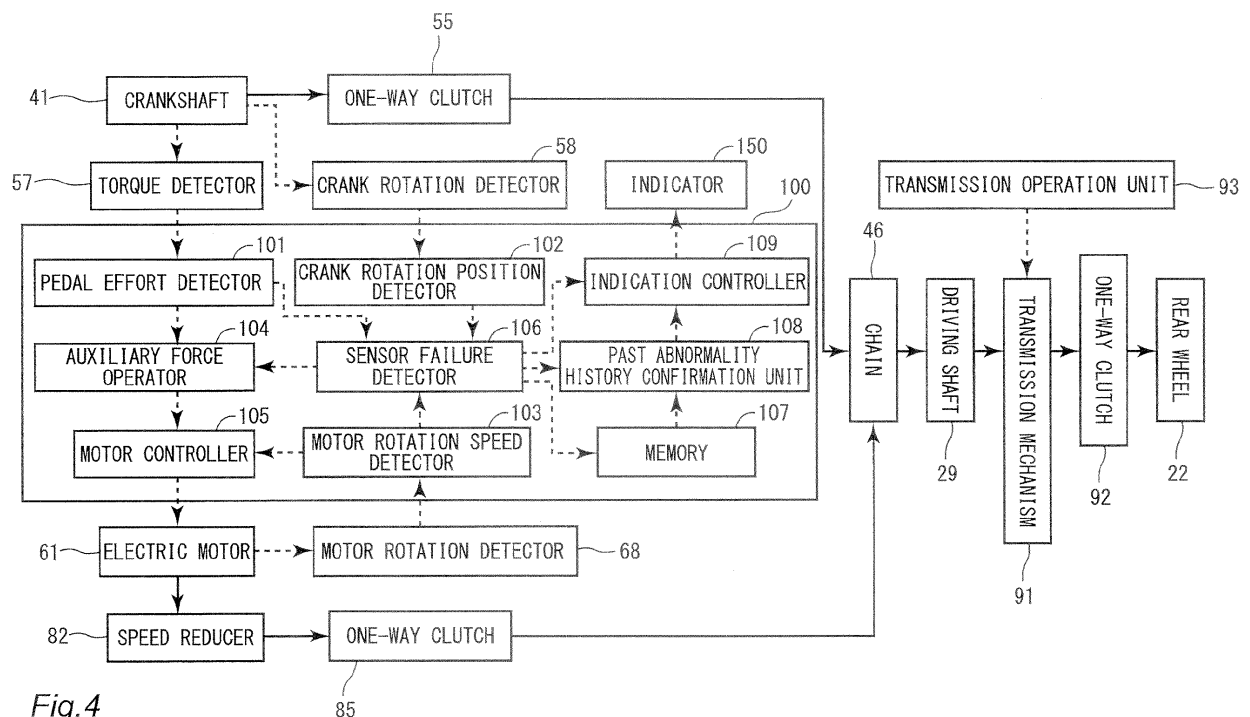 55
41
CRANKSHAFT
ONE-WAY CLUTCH
58
150
57
TORQUE DETECTOR
CRANK ROTATION DETECTOR
INDICATOR
TRANSMISSION OPERATION UNIT
93
100
101
102
109
46
PEDAL EFFORT DETECTOR
CRANK ROTATION POSITION
DETECTOR
INDICATION CONTROLLER
104
106
108
AUXILIARY FORCE
OPERATOR
SENSOR FAILURE
DETECTOR
PAST ABNORMALITY
HISTORY CONFIRMATION UNIT
CHAIN
DRIVING SHAFT
TRANSMISSION MECHANISM
ONE-WAY CLUTCH
REAR WHEEL
105
103
107
MOTOR CONTROLLER
MOTOR ROTATION SPEED
DETECTOR
MEMORY
29
92
22
61
ELECTRIC MOTOR
MOTOR ROTATION DETECTOR
68
91
82
SPEED REDUCER
ONE-WAY CLUTCH
85
Fig.4